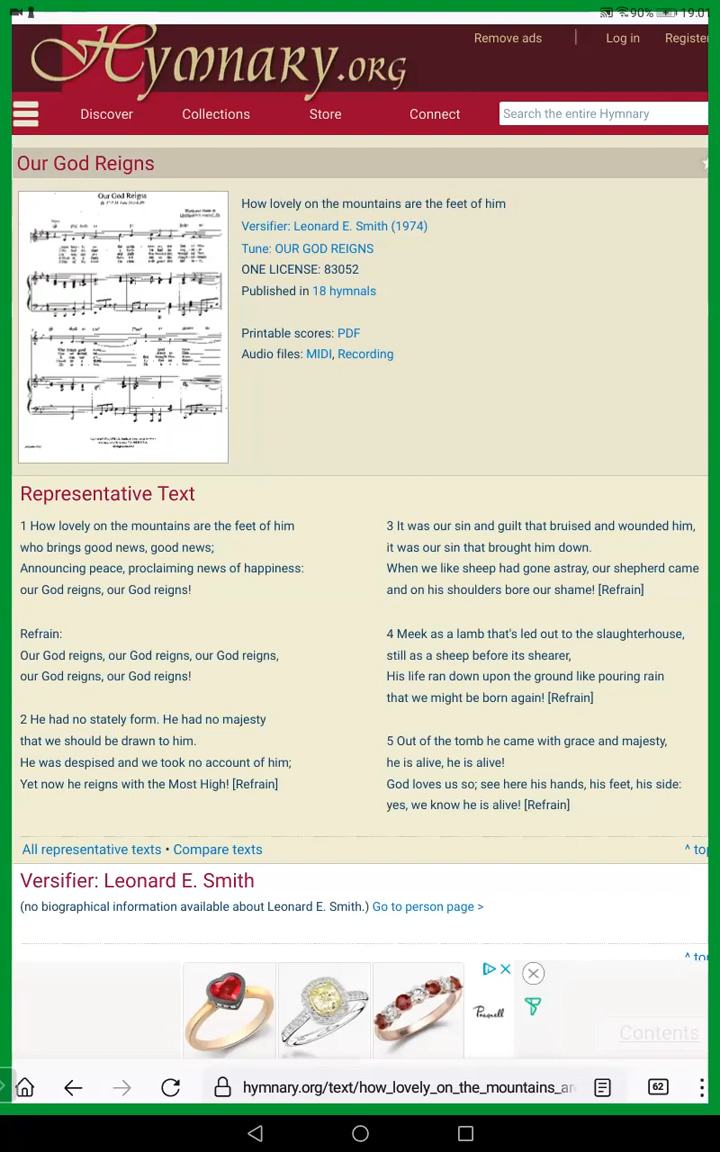 90% 19:01
Hymnary.org
Remove ads | Log in Register
Discover Collections Store Connect Search the entire Hymnary
Our God Reigns
Our God Reigns
How lovely on the mountains are the feet of him
Versifier: Leonard E. Smith (1974)
Tune: OUR GOD REIGNS
ONE LICENSE: 83052
Published in 18 hymnals
Printable scores: PDF
Audio files: MIDI, Recording
Representative Text
1 How lovely on the mountains are the feet of him
who brings good news, good news;
Announcing peace, proclaiming news of happiness:
our God reigns, our God reigns!
Refrain:
Our God reigns, our God reigns, our God reigns,
our God reigns, our God reigns!
2 He had no stately form. He had no majesty
that we should be drawn to him.
He was despised and we took no account of him;
Yet now he reigns with the Most High! [Refrain]
3 It was our sin and guilt that bruised and wounded him,
it was our sin that brought him down.
When we like sheep had gone astray, our shepherd came
and on his shoulders bore our shame! [Refrain]
4 Meek as a lamb that's led out to the slaughterhouse,
still as a sheep before its shearer,
His life ran down upon the ground like pouring rain
that we might be born again! [Refrain]
5 Out of the tomb he came with grace and majesty,
he is alive, he is alive!
God loves us so; see here his hands, his feet, his side:
yes, we know he is alive! [Refrain]
All representative texts • Compare texts ^ top
Versifier: Leonard E. Smith
(no biographical information available about Leonard E. Smith.) Go to person page >
^ top
Contents
hymnary.org/text/how_lovely_on_the_mountains_ar
62